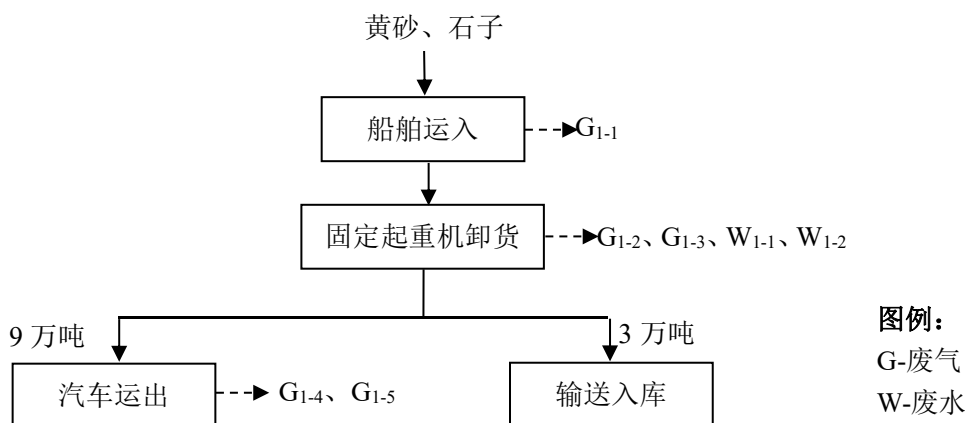 黄砂、石子
船舶运入
G1-1
固定起重机卸货
G1-2、G1-3、W1-1、W1-2
9 万吨
3 万吨
汽车运出
G1-4、G1-5
输送入库
图例：
G-废气
W-废水